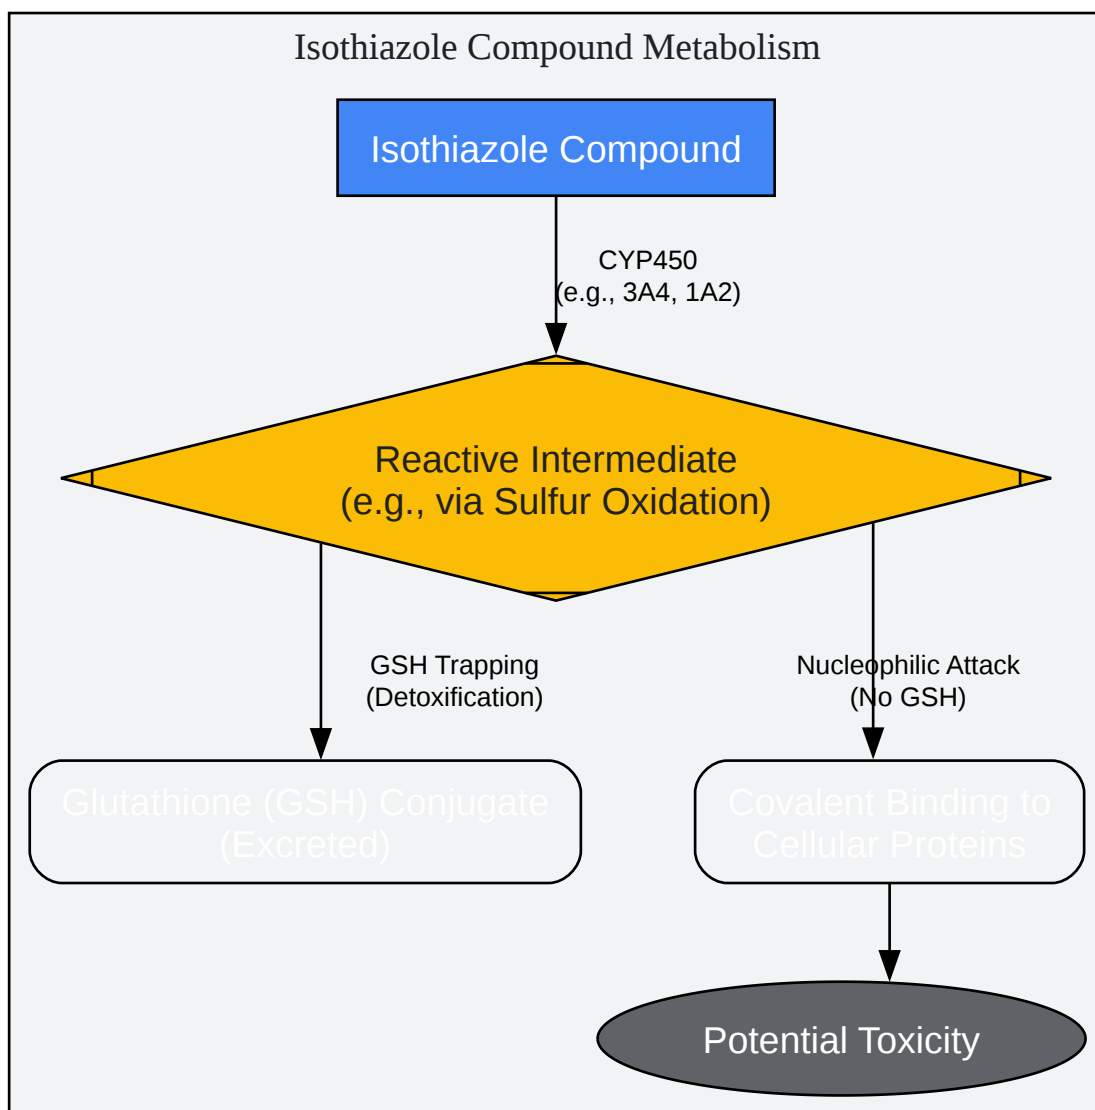 Isothiazole Compound Metabolism
Isothiazole Compound
CYP450
(e.g., 3A4, 1A2)
Reactive Intermediate
(e.g., via Sulfur Oxidation)
GSH Trapping
(Detoxification)
Nucleophilic Attack
(No GSH)
Glutathione (GSH) Conjugate
(Excreted)
Covalent Binding to
Cellular Proteins
Potential Toxicity